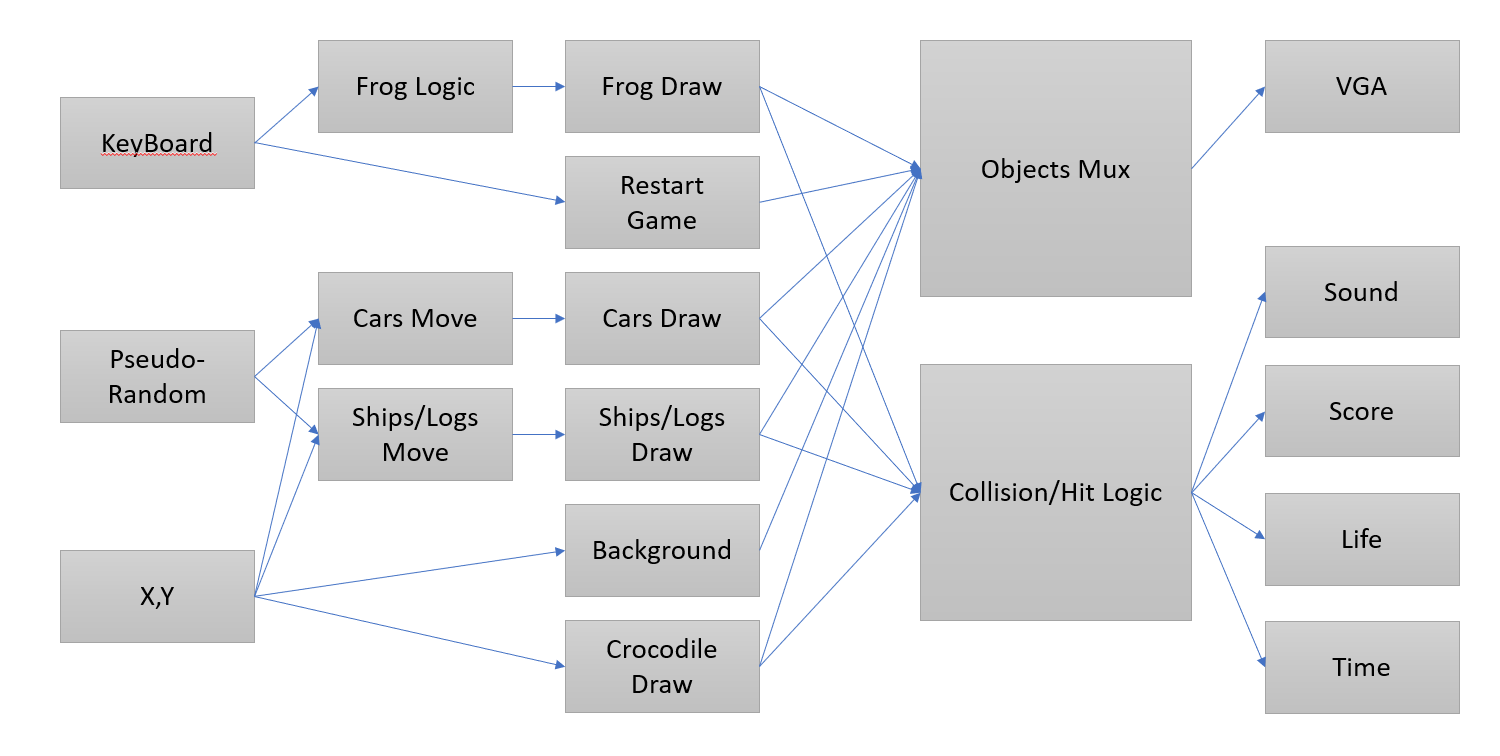 KeyBoard
Frog Logic
Frog Draw
Restart
Game
Objects Mux
VGA
Pseudo-
Random
Cars Move
Cars Draw
Ships/Logs
Move
Ships/Logs
Draw
X,Y
Background
Crocodile
Draw
Collision/Hit Logic
Sound
Score
Life
Time